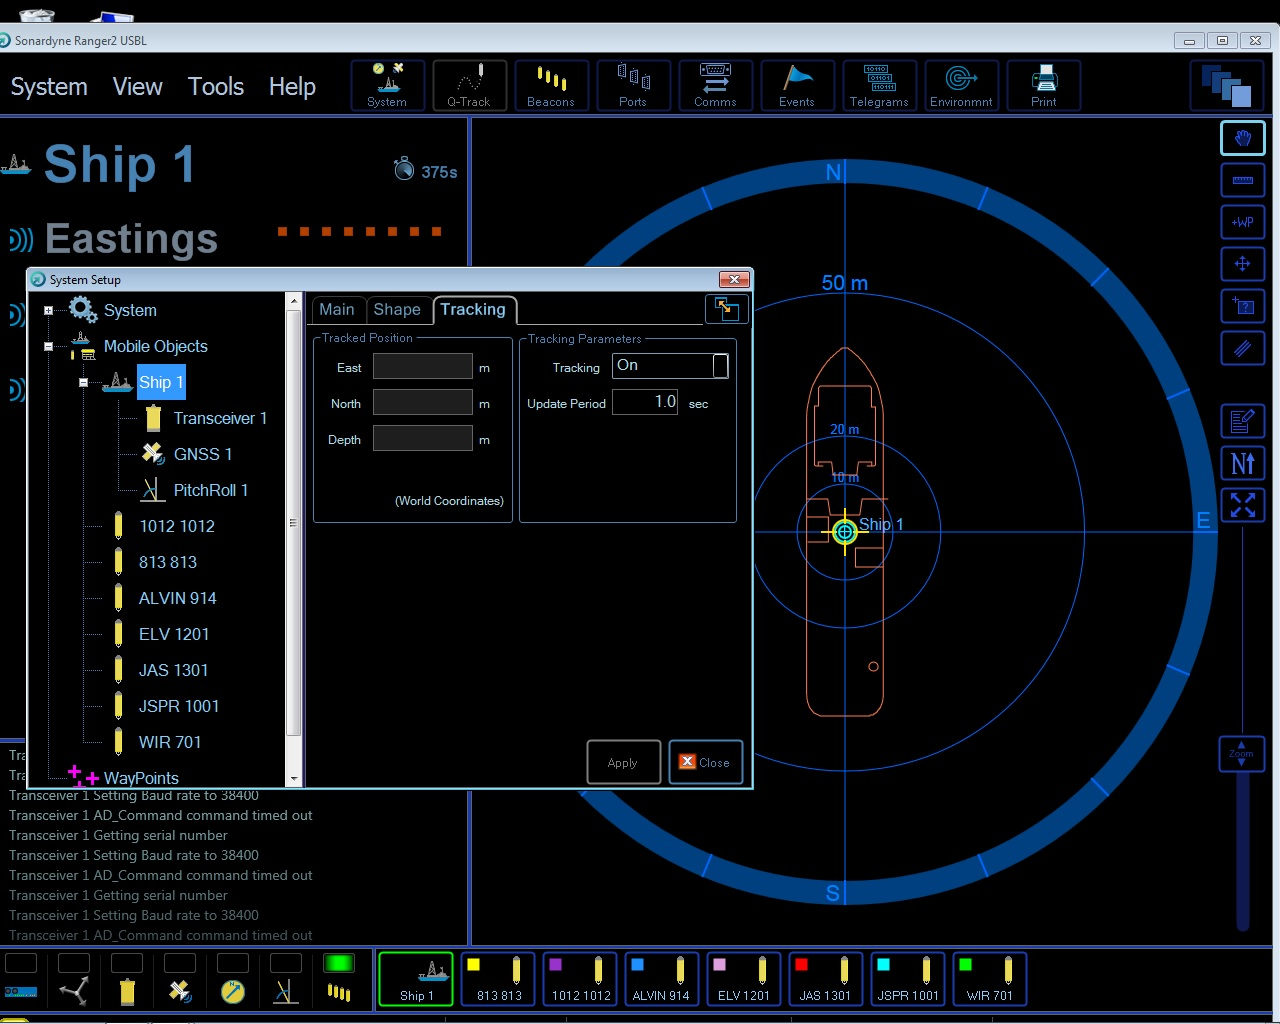 Sonardyne Ranger2 USBL
System View Tools Help
System Q-Track Beacons Ports Comms Events Telegrams Environmnt Print
Ship 1
375s
Eastings
System Setup
System
Mobile Objects
Ship 1
Transceiver 1
GNSS 1
PitchRoll 1
1012 1012
813 813
ALVIN 914
ELV 1201
JAS 1301
JSPR 1001
WIR 701
WayPoints
Main Shape Tracking
Tracked Position
East m
North m
Depth m
(World Coordinates)
Tracking Parameters
Tracking On
Update Period 1.0 sec
Apply Close
N
50 m
20 m
10 m
Ship 1
E
S
+WP
+?
N
Zoom
Transceiver 1 Setting Baud rate to 38400
Transceiver 1 AD_Command command timed out
Transceiver 1 Getting serial number
Transceiver 1 Setting Baud rate to 38400
Transceiver 1 AD_Command command timed out
Transceiver 1 Getting serial number
Transceiver 1 Setting Baud rate to 38400
Transceiver 1 AD_Command command timed out
Ship 1 813 813 1012 1012 ALVIN 914 ELV 1201 JAS 1301 JSPR 1001 WIR 701